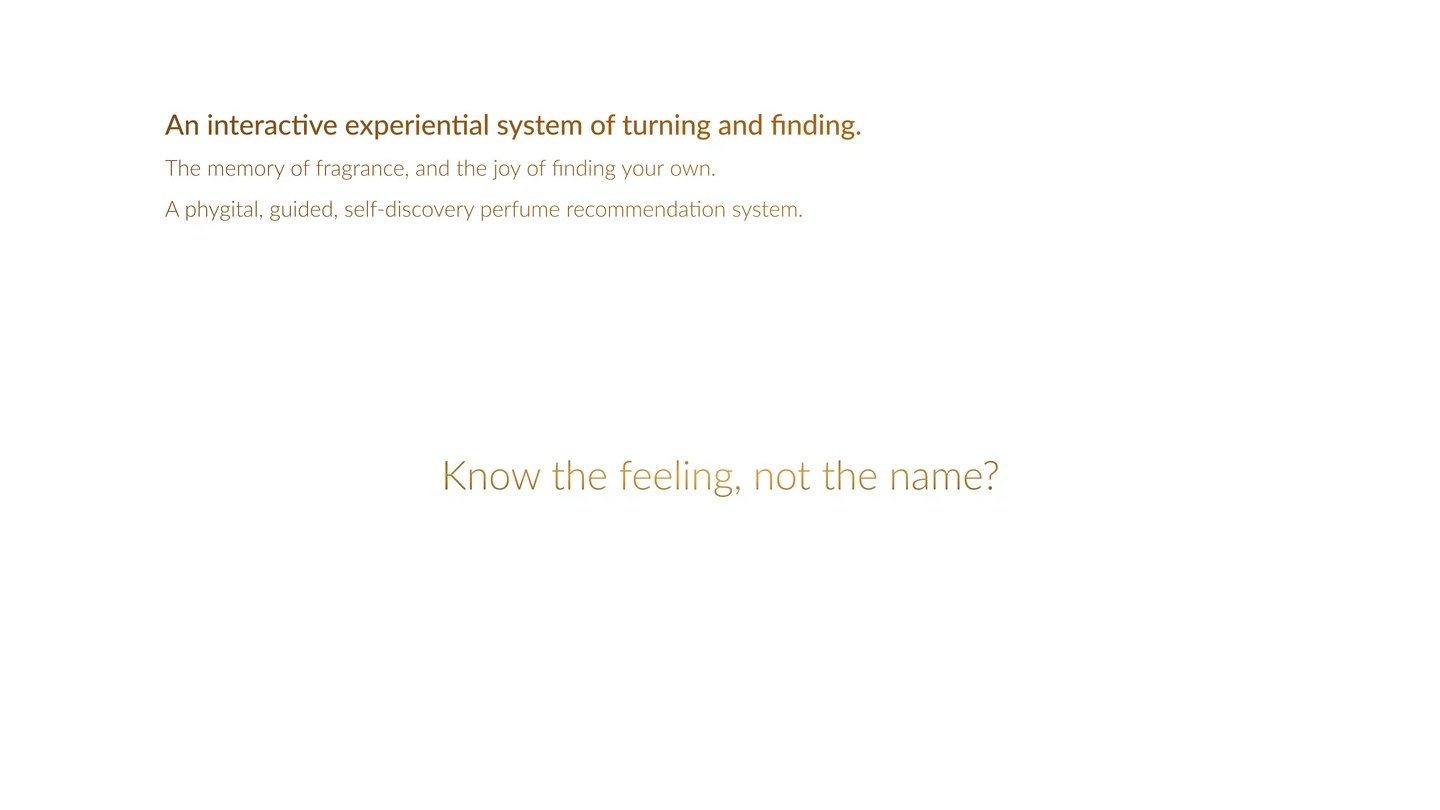 An interactive experiential system of turning and finding.
The memory of fragrance, and the joy of finding your own.
A phygital, guided, self-discovery perfume recommendation system.
Know the feeling, not the name?